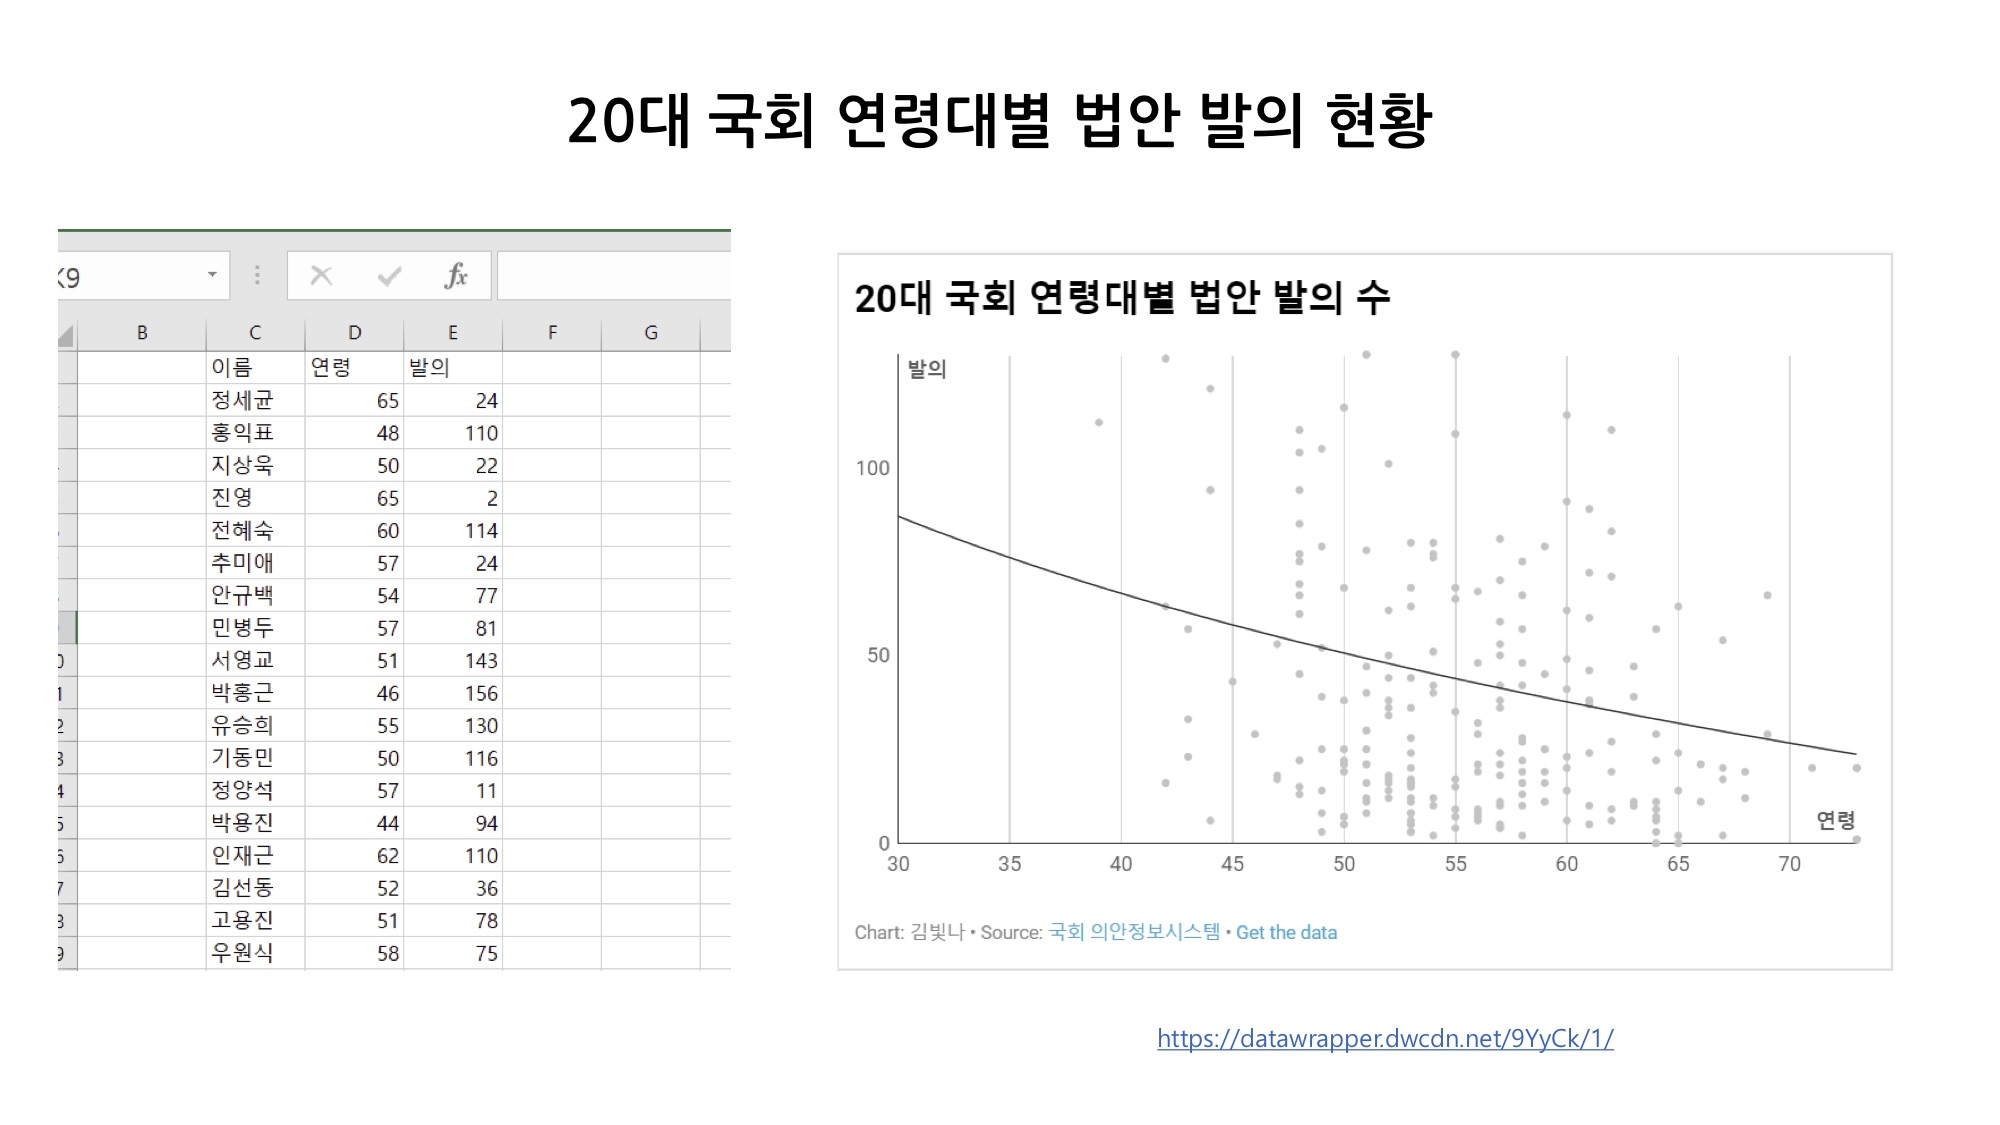 20대 국회 연령대별 법안 발의 현황
K9
fx
B C D E F G
이름 연령 발의
정세균 65 24
홍익표 48 110
지상욱 50 22
진영 65 2
전혜숙 60 114
추미애 57 24
안규백 54 77
민병두 57 81
서영교 51 143
박홍근 46 156
유승희 55 130
기동민 50 116
정양석 57 11
박용진 44 94
인재근 62 110
김선동 52 36
고용진 51 78
우원식 58 75
20대 국회 연령대별 법안 발의 수
발의
100
50
0
연령
30 35 40 45 50 55 60 65 70
Chart: 김빛나 • Source: 국회 의안정보시스템 • Get the data
https://datawrapper.dwcdn.net/9YyCk/1/